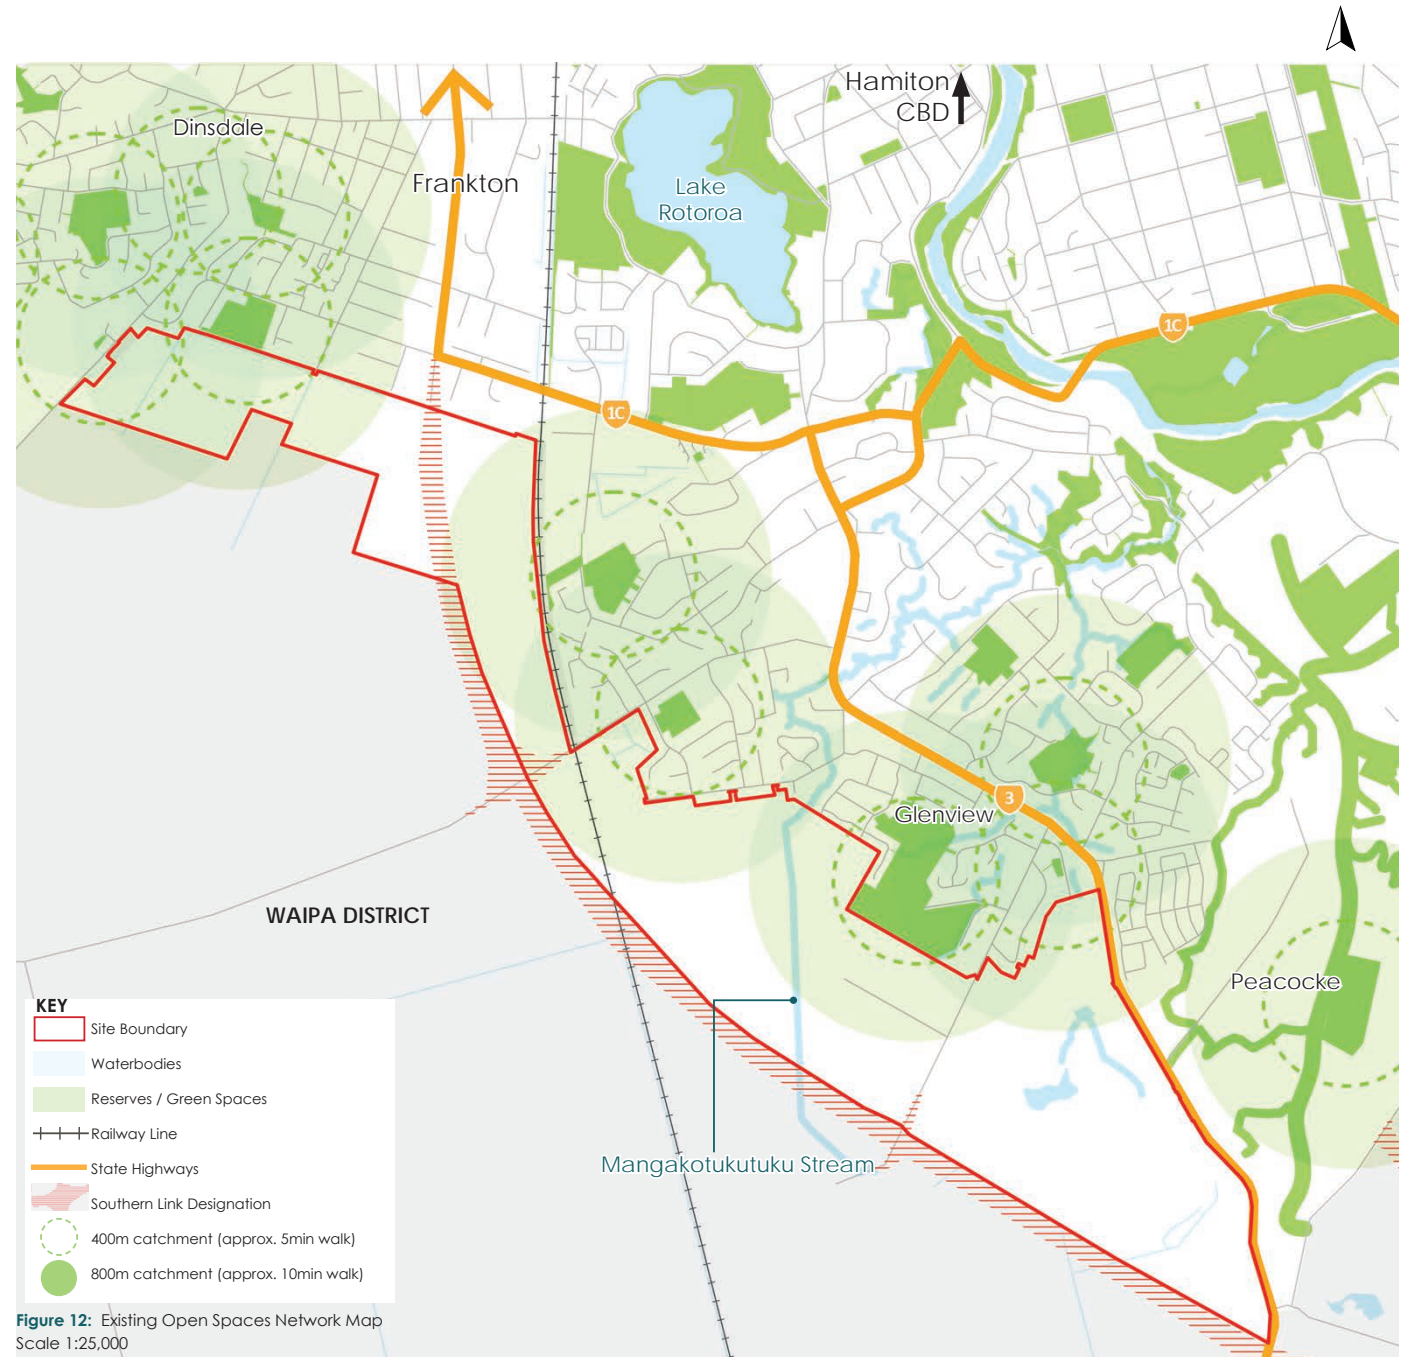 Hamiton
CBD
Dinsdale
Frankton
Lake
Rotoroa
1C
1C
3
Glenview
WAIPA DISTRICT
Peacocke
Mangakotukutuku Stream
KEY
Site Boundary
Waterbodies
Reserves / Green Spaces
Railway Line
State Highways
Southern Link Designation
400m catchment (approx. 5min walk)
800m catchment (approx. 10min walk)
Figure 12: Existing Open Spaces Network Map
Scale 1:25,000